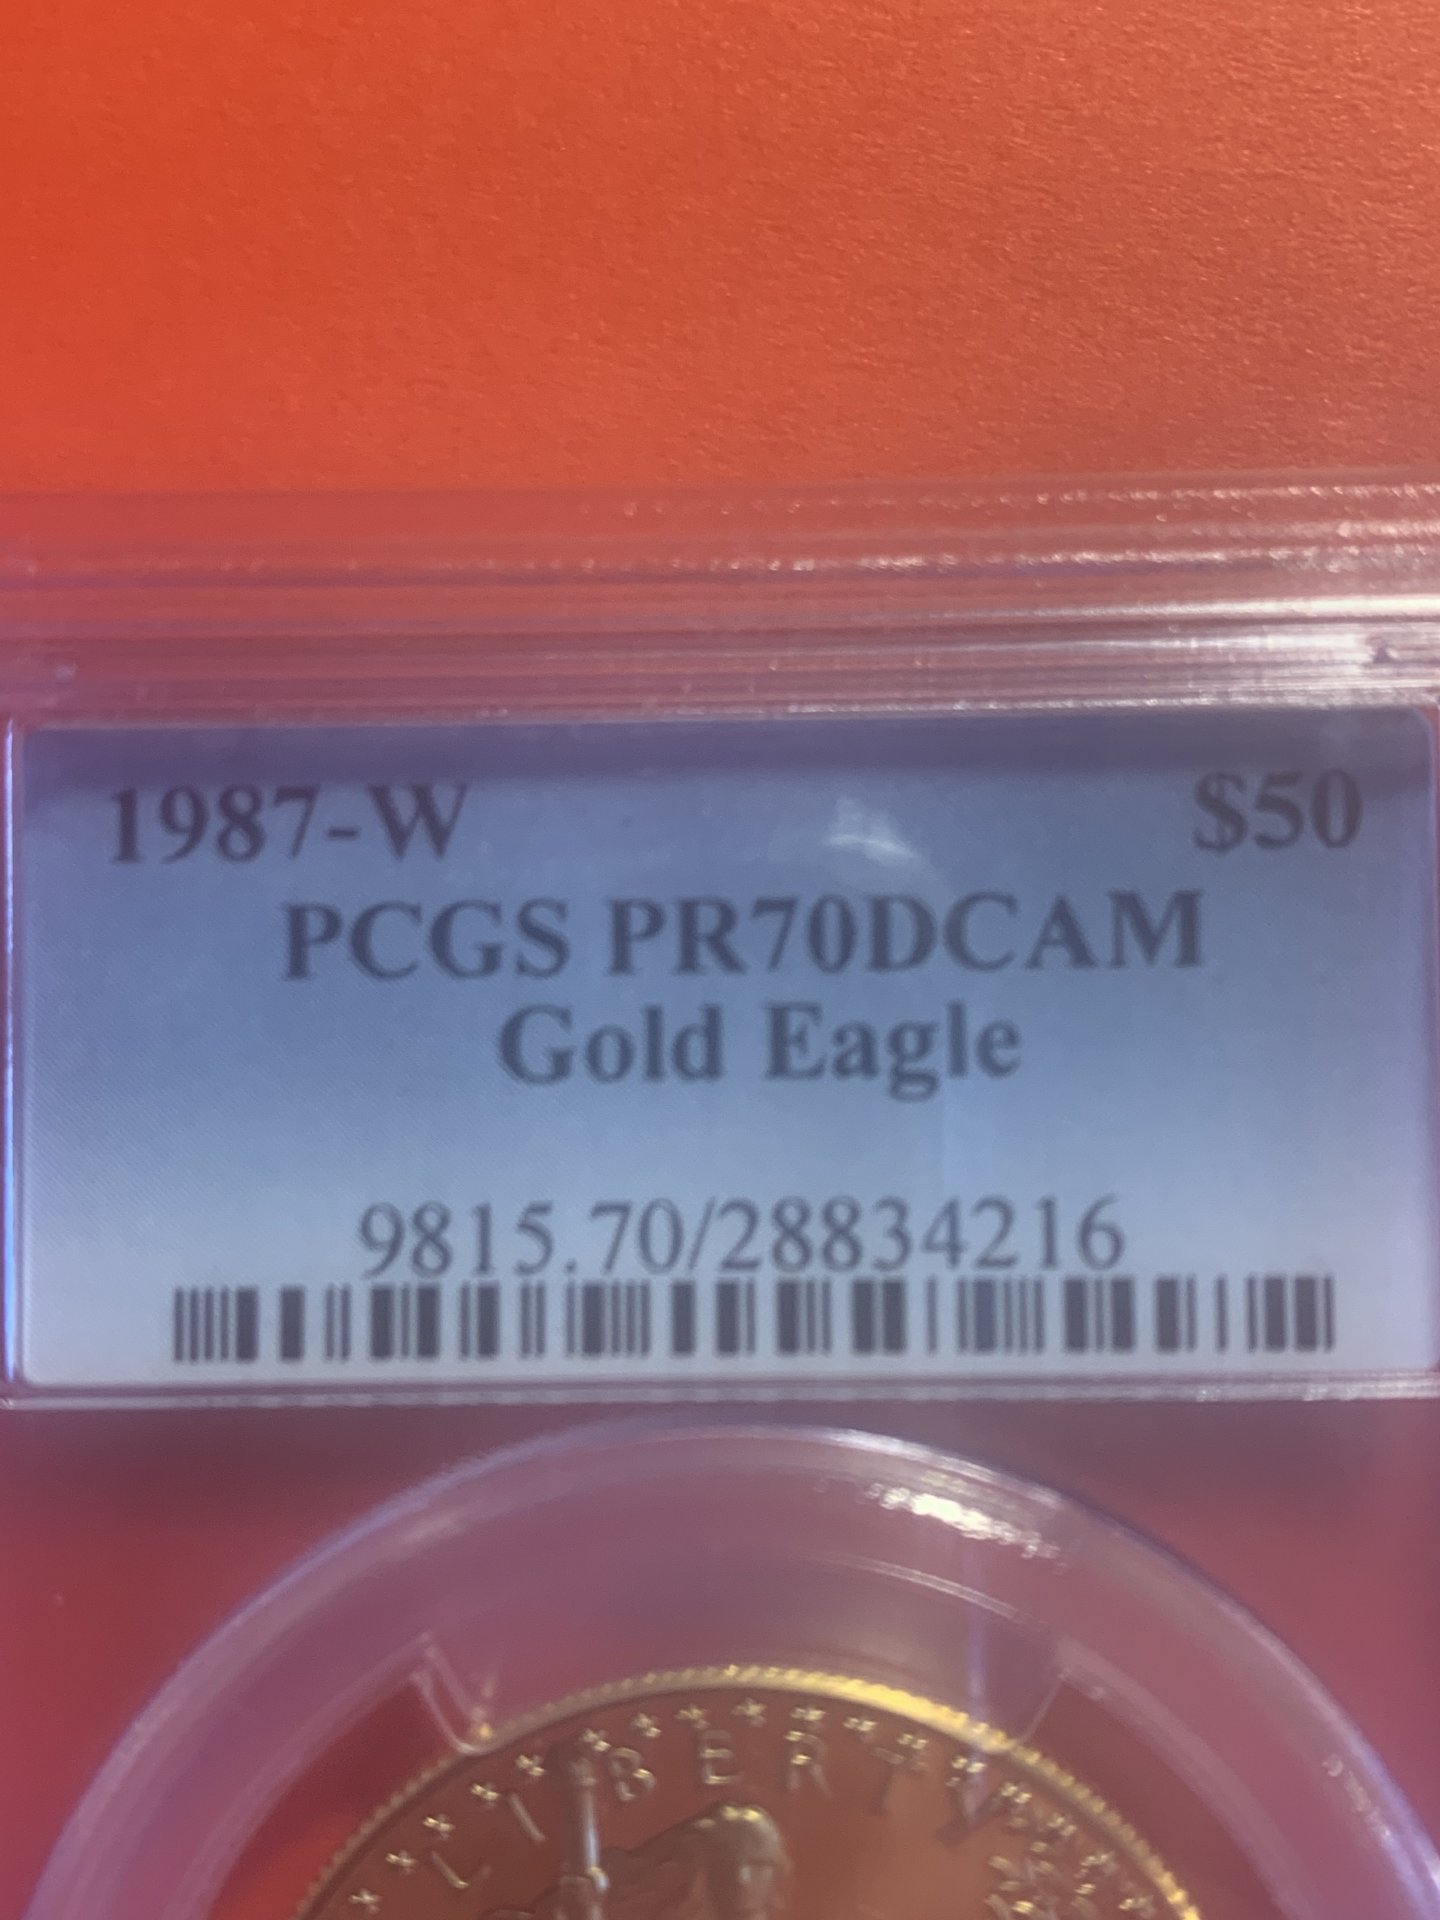 1987-W $50
PCGS PR70DCAM
Gold Eagle
9815.70/28834216
LIBERTY